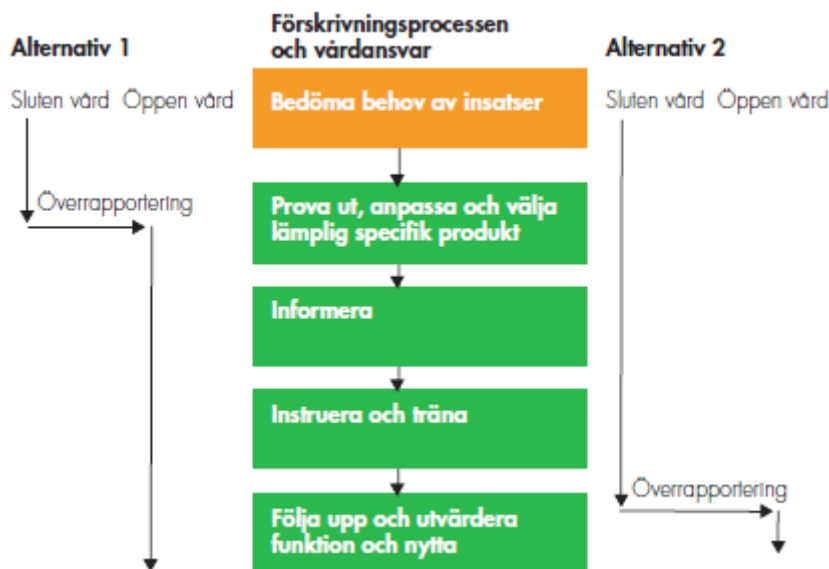 Alternativ 1
Sluten vård Öppen vård
Överrapportering
Förskrivningsprocessen
och vårdansvar
Bedöma behov av insatser
Prova ut, anpassa och välja
lämplig specifik produkt
Informera
Instruera och träna
Följa upp och utvärdera
funktion och nytta
Alternativ 2
Sluten vård Öppen vård
Överrapportering